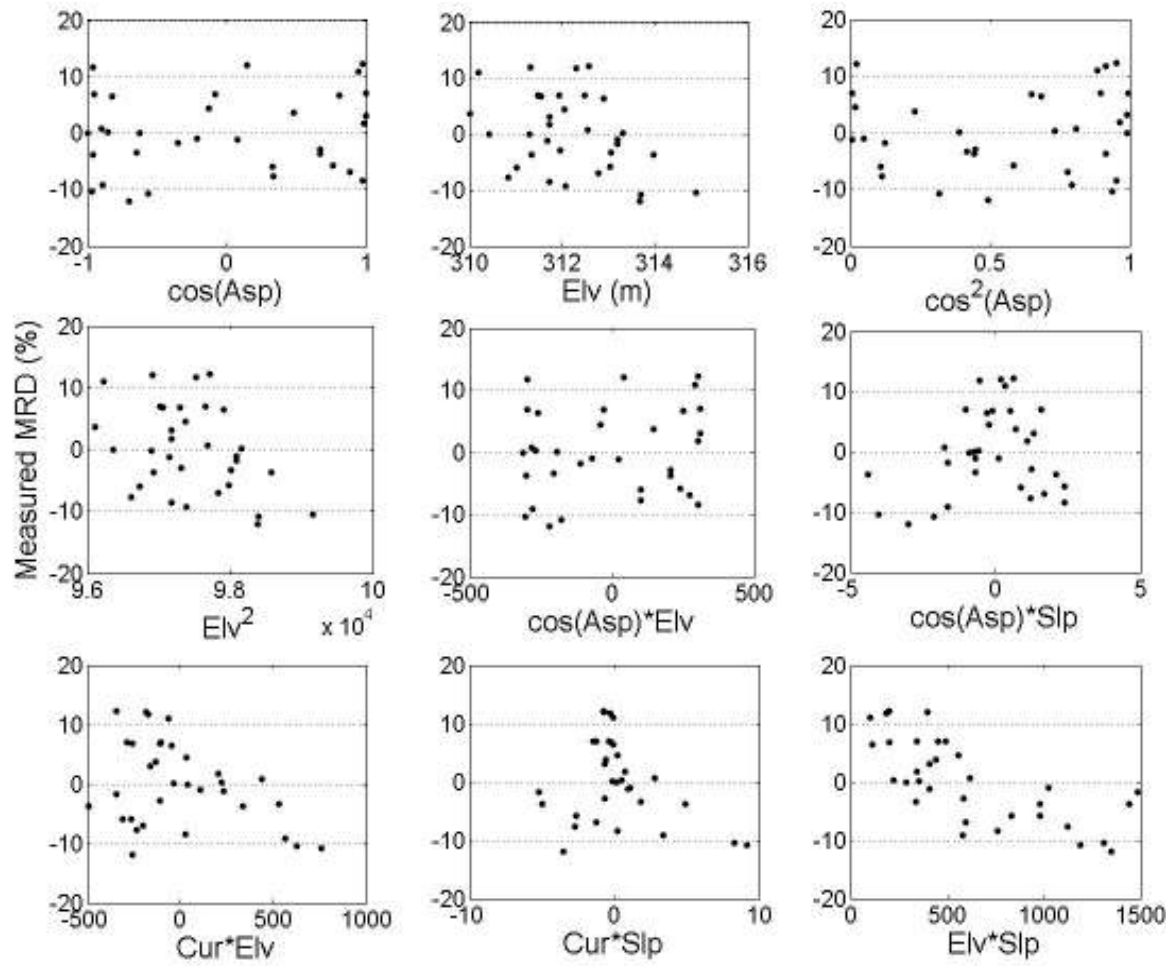 20 20 20
10 10 10
0 0 0
-10 -10 -10
-20 -20 -20
-1 0 1 310 312 314 316 0 0.5 1
cos(Asp) Elv (m) cos²(Asp)
Measured MRD (%)
20 20 20
10 10 10
0 0 0
-10 -10 -10
-20 -20 -20
9.6 9.8 10 -500 0 500 -5 0 5
Elv² x 10⁴ cos(Asp)*Elv cos(Asp)*Slp
20 20 20
10 10 10
0 0 0
-10 -10 -10
-20 -20 -20
-500 0 500 1000 -10 0 10 0 500 1000 1500
Cur*Elv Cur*Slp Elv*Slp